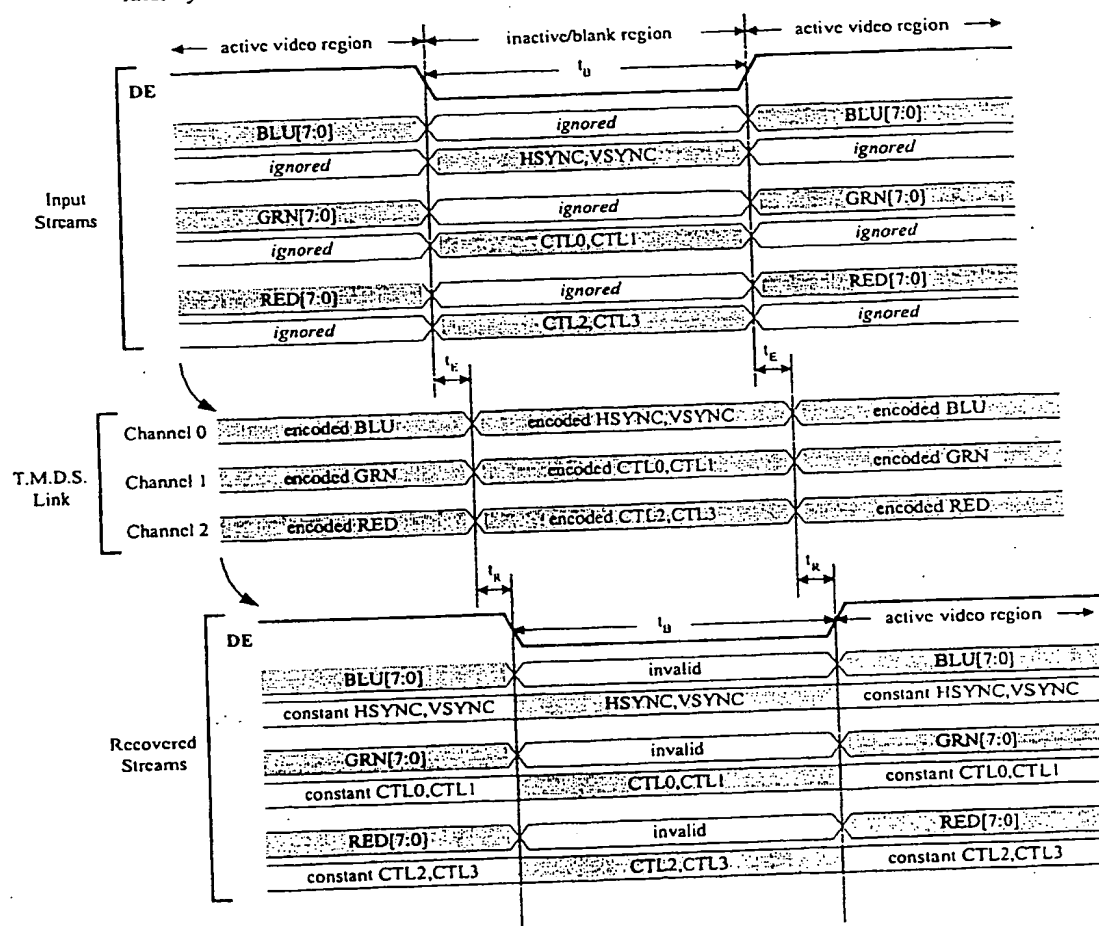 active video region inactive/blank region active video region
tB
DE
BLU[7:0] ignored BLU[7:0]
ignored HSYNC,VSYNC ignored
Input
Streams
GRN[7:0] ignored GRN[7:0]
ignored CTL0,CTL1 ignored
RED[7:0] ignored RED[7:0]
ignored CTL2,CTL3 ignored
tE tE
Channel 0 encoded BLU encoded HSYNC,VSYNC encoded BLU
T.M.D.S.
Link
Channel 1 encoded GRN encoded CTL0,CTL1 encoded GRN
Channel 2 encoded RED encoded CTL2,CTL3 encoded RED
tR tR
DE tB active video region
BLU[7:0] invalid BLU[7:0]
constant HSYNC,VSYNC HSYNC,VSYNC constant HSYNC,VSYNC
Recovered
Streams
GRN[7:0] invalid GRN[7:0]
constant CTL0,CTL1 CTL0,CTL1 constant CTL0,CTL1
RED[7:0] invalid RED[7:0]
constant CTL2,CTL3 CTL2,CTL3 constant CTL2,CTL3